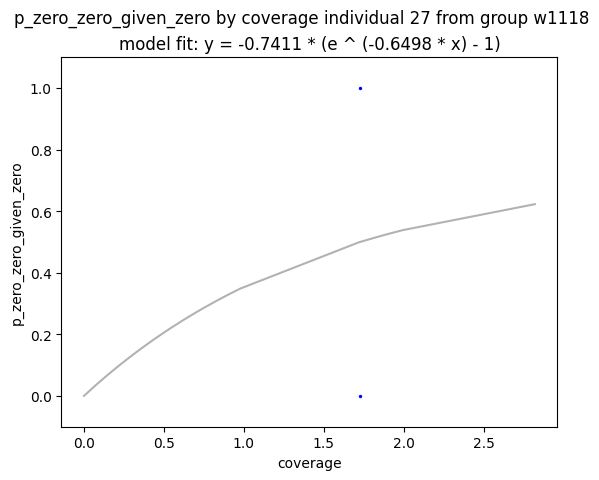 p_zero_zero_given_zero by coverage individual 27 from group w1118
model fit: y = -0.7411 * (e ^ (-0.6498 * x) - 1)
1.0
0.8
0.6
0.4
0.2
0.0
p_zero_zero_given_zero
0.0 0.5 1.0 1.5 2.0 2.5
coverage